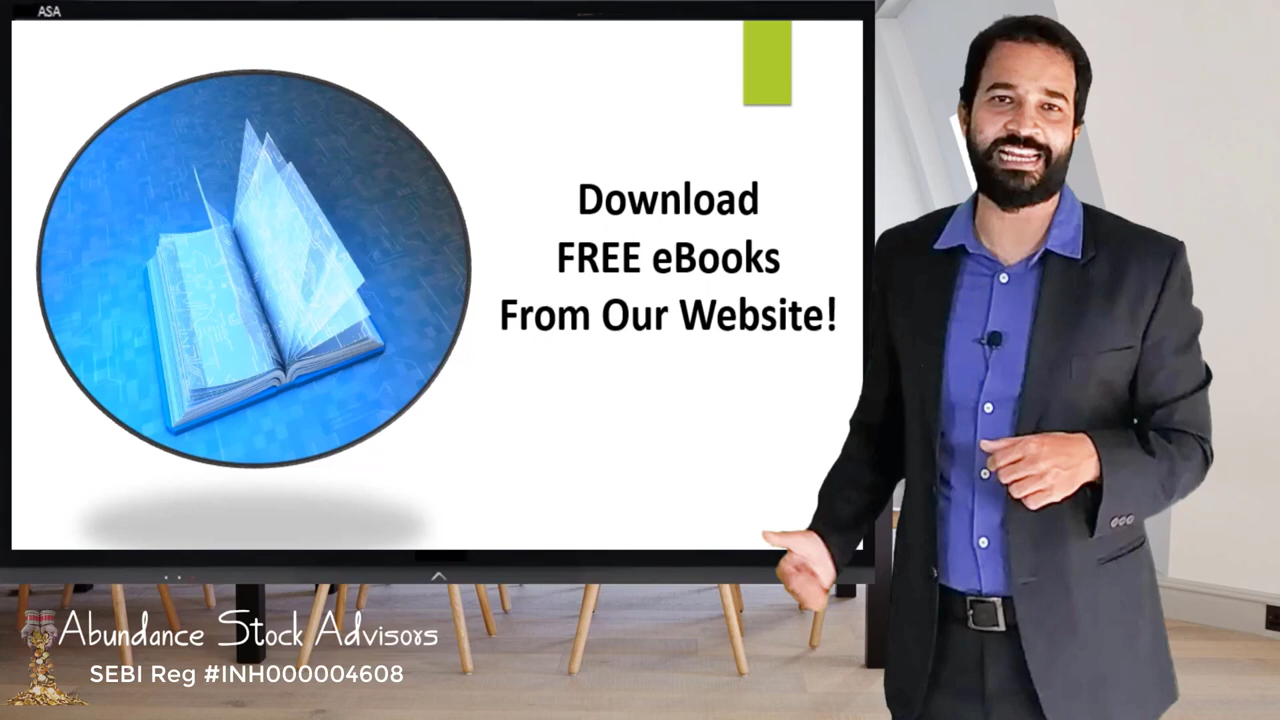 ASA
Download
FREE eBooks
From Our Website!
Abundance Stock Advisors
SEBI Reg #INH000004608